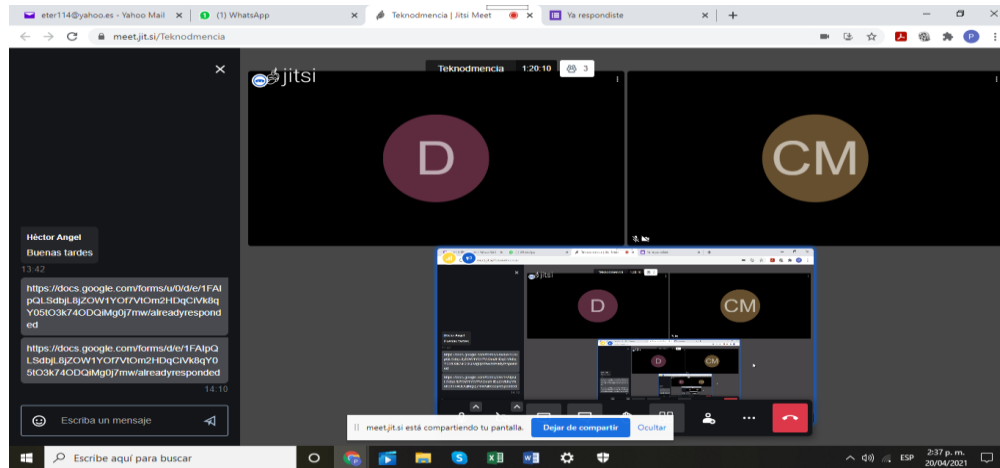 eter114@yahoo.es - Yahoo Mail
(1) WhatsApp
Teknodmencia | Jitsi Meet
Ya respondiste
meet.jit.si/Teknodmencia
P
jitsi
Teknodmencia 1:20:10 3
D
CM
Héctor Angel
Buenas tardes
13:42
https://docs.google.com/forms/u/0/d/e/1FAI
pQLSdbjL8jZOW1YOf7VtOm2HDqCiVk8q
Y05tO3k74ODQiMg0j7mw/alreadyrespond
ed
https://docs.google.com/forms/d/e/1FAIpQ
LSdbjL8jZOW1YOf7VtOm2HDqCiVk8qY0
5tO3k74ODQiMg0j7mw/alreadyresponded
14:10
Escriba un mensaje
jitsi
D
CM
D
CM
meet.jit.si está compartiendo tu pantalla.
Dejar de compartir
Ocultar
Escribe aquí para buscar
ESP
2:37 p. m.
20/04/2021